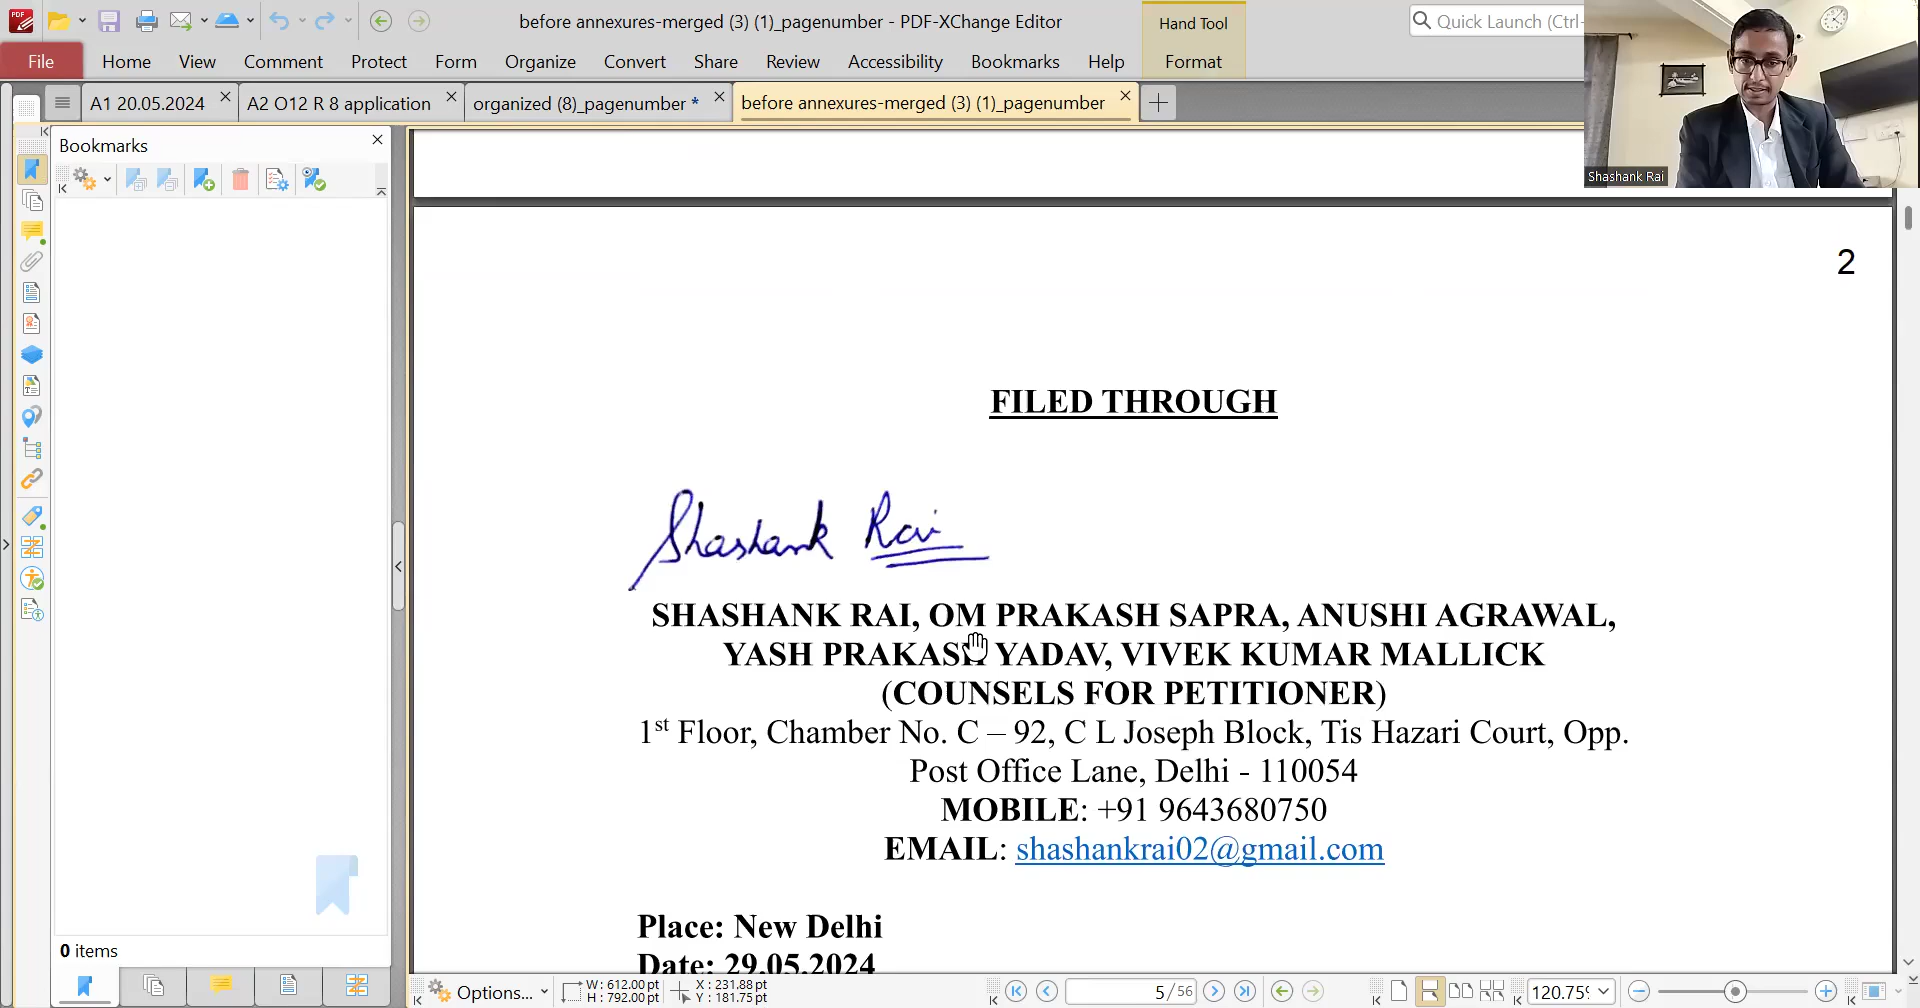 before annexures-merged (3) (1)_pagenumber - PDF-XChange Editor
Hand Tool
Quick Launch (Ctrl-
File Home View Comment Protect Form Organize Convert Share Review Accessibility Bookmarks Help Format
A1 20.05.2024
A2 O12 R 8 application
organized (8)_pagenumber *
before annexures-merged (3) (1)_pagenumber
Shashank Rai
Bookmarks
2
FILED THROUGH
Shashank Rai
SHASHANK RAI, OM PRAKASH SAPRA, ANUSHI AGRAWAL,
YASH PRAKASH YADAV, VIVEK KUMAR MALLICK
(COUNSELS FOR PETITIONER)
1st Floor, Chamber No. C – 92, C L Joseph Block, Tis Hazari Court, Opp.
Post Office Lane, Delhi - 110054
MOBILE: +91 9643680750
EMAIL: shashankrai02@gmail.com
Place: New Delhi
Date: 29.05.2024
0 items
Options...
W: 612.00 pt
H: 792.00 pt
X: 231.88 pt
Y: 181.75 pt
5 / 56
120.75%